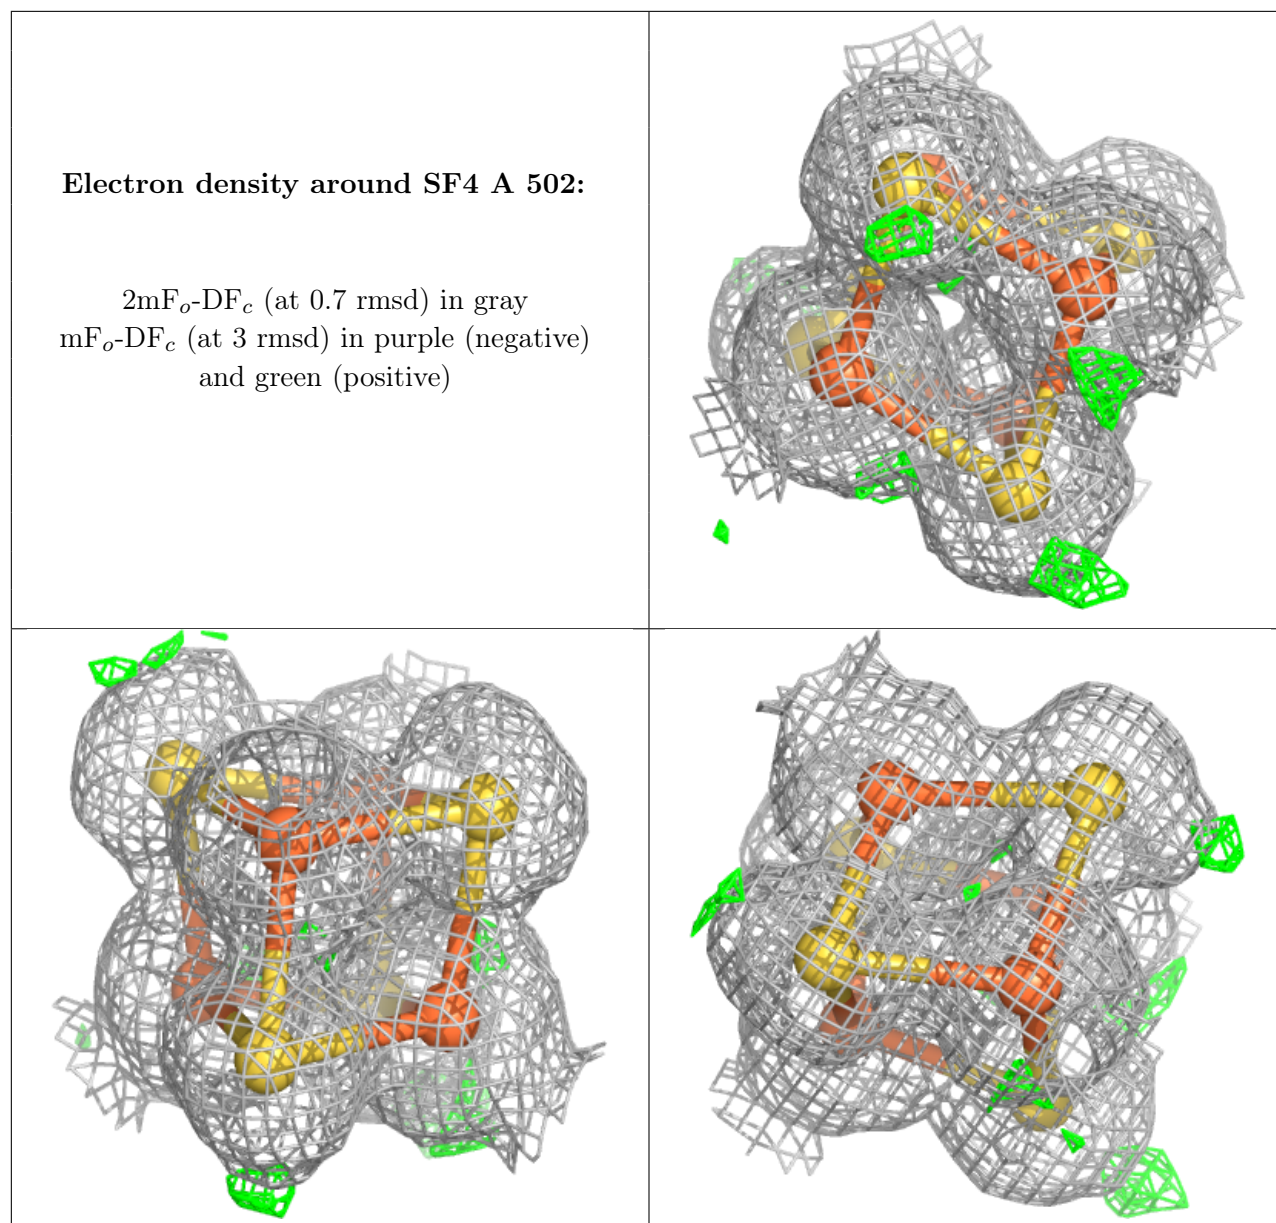 Electron density around SF4 A 502:
2mFo-DFc (at 0.7 rmsd) in gray
mFo-DFc (at 3 rmsd) in purple (negative)
and green (positive)